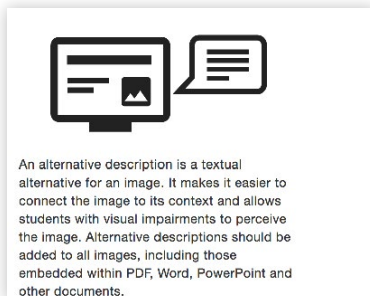 An alternative description is a textual
alternative for an image. It makes it easier to
connect the image to its context and allows
students with visual impairments to perceive
the image. Alternative descriptions should be
added to all images, including those
embedded within PDF, Word, PowerPoint and
other documents.